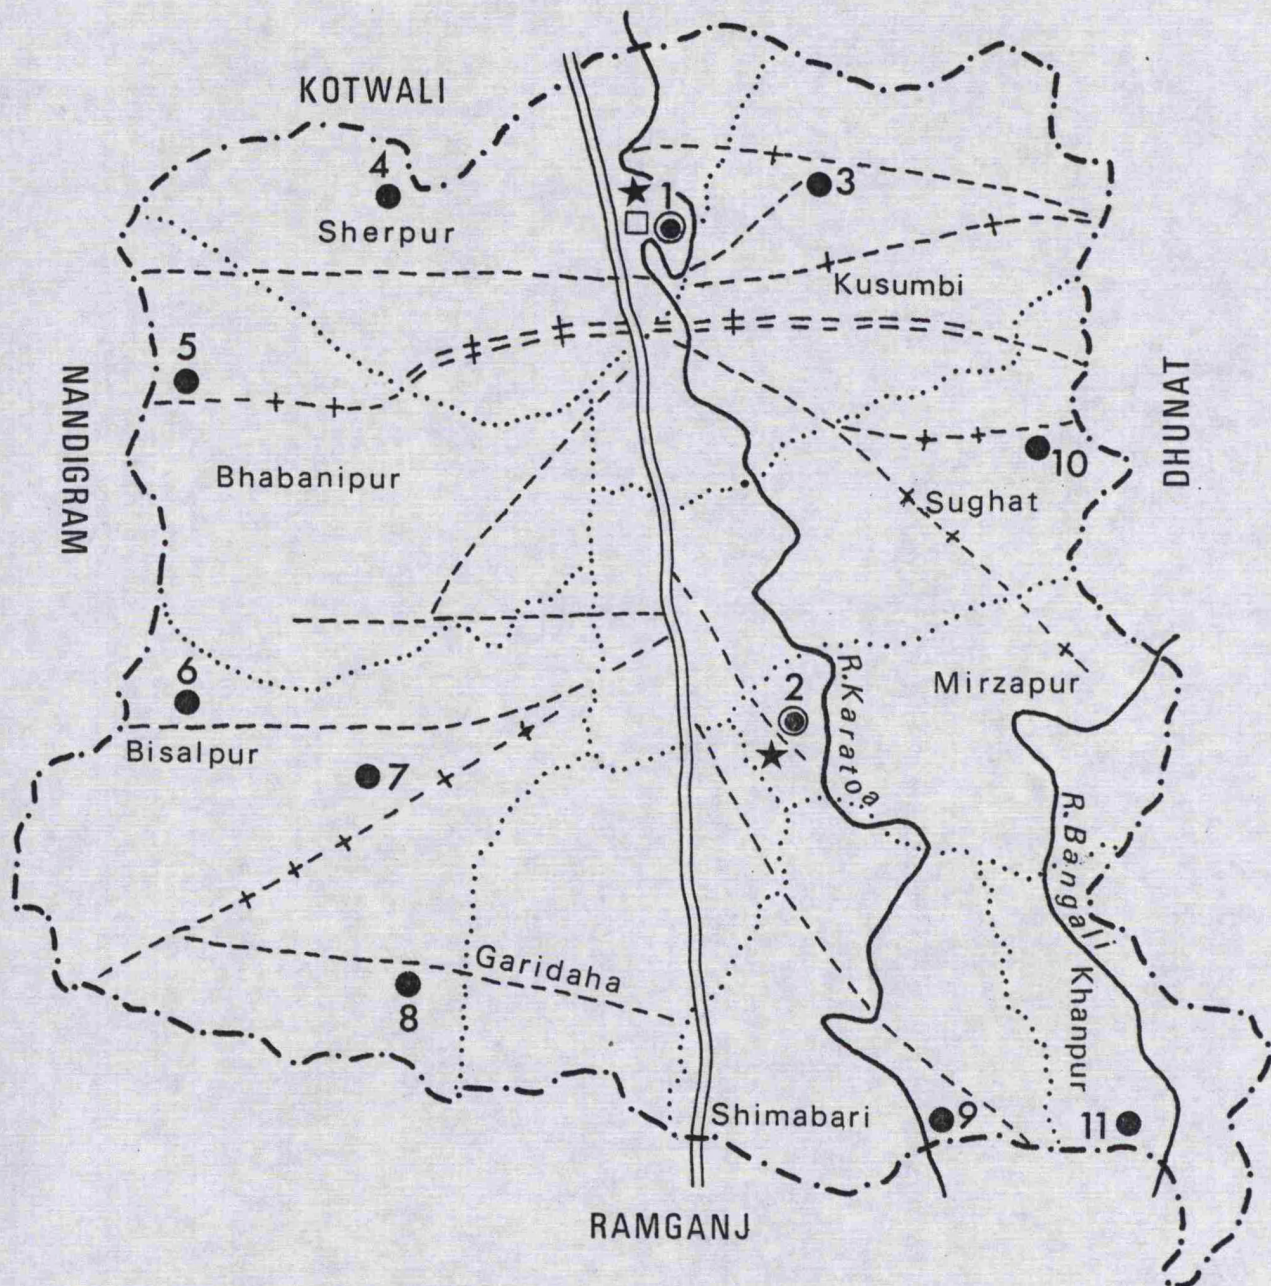 KOTWALI
4
1
3
Sherpur
Kusumbi
5
NANDIGRAM
DHUNAT
10
Bhabanipur
Sughat
6
2
R.Karatoa
Mirzapur
Bisalpur
7
R.Bangali
Garidaha
8
Khanpur
Shimabari
9
11
RAMGANJ